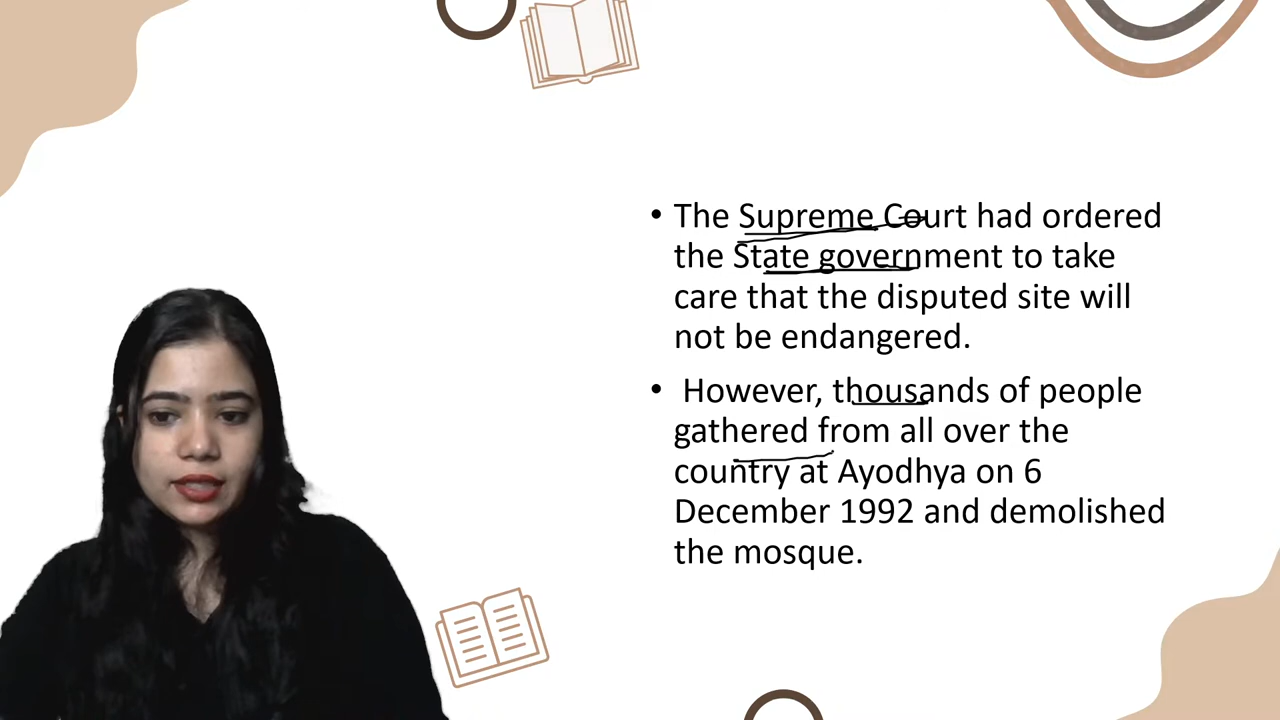 • The Supreme Court had ordered
the State government to take
care that the disputed site will
not be endangered.
• However, thousands of people
gathered from all over the
country at Ayodhya on 6
December 1992 and demolished
the mosque.